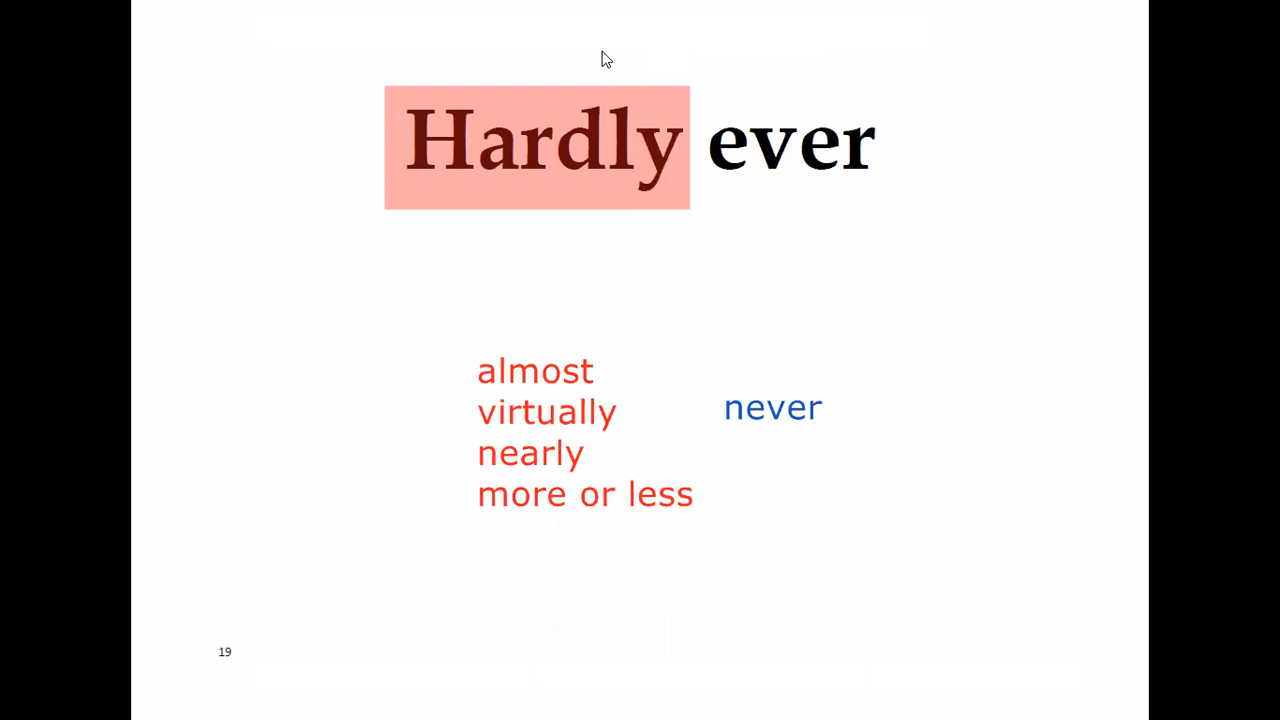 Hardly ever
almost
virtually
never
nearly
more or less
19